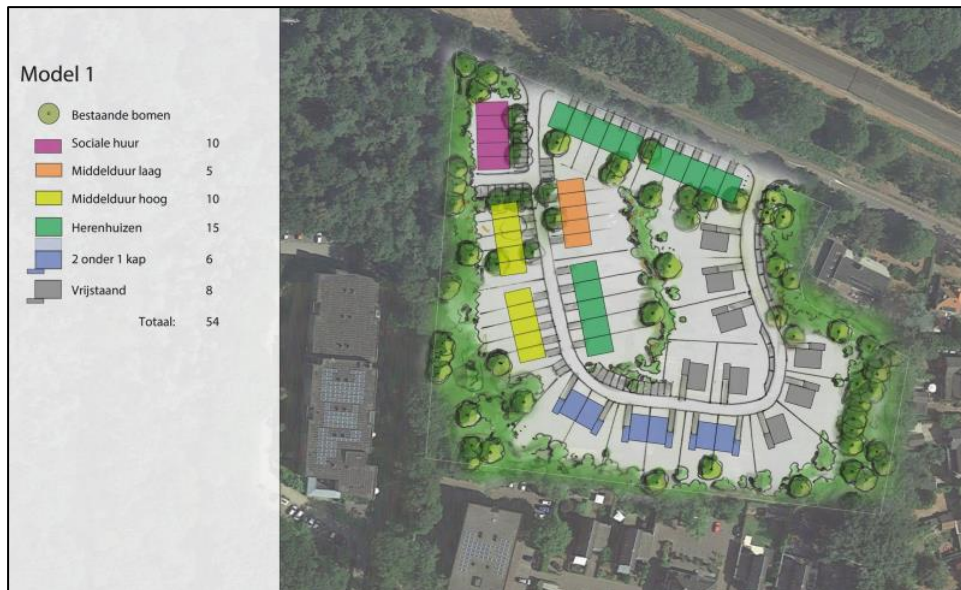 Model 1
Bestaande bomen
Sociale huur 10
Middelduur laag 5
Middelduur hoog 10
Herenhuizen 15
2 onder 1 kap 6
Vrijstaand 8
Totaal: 54